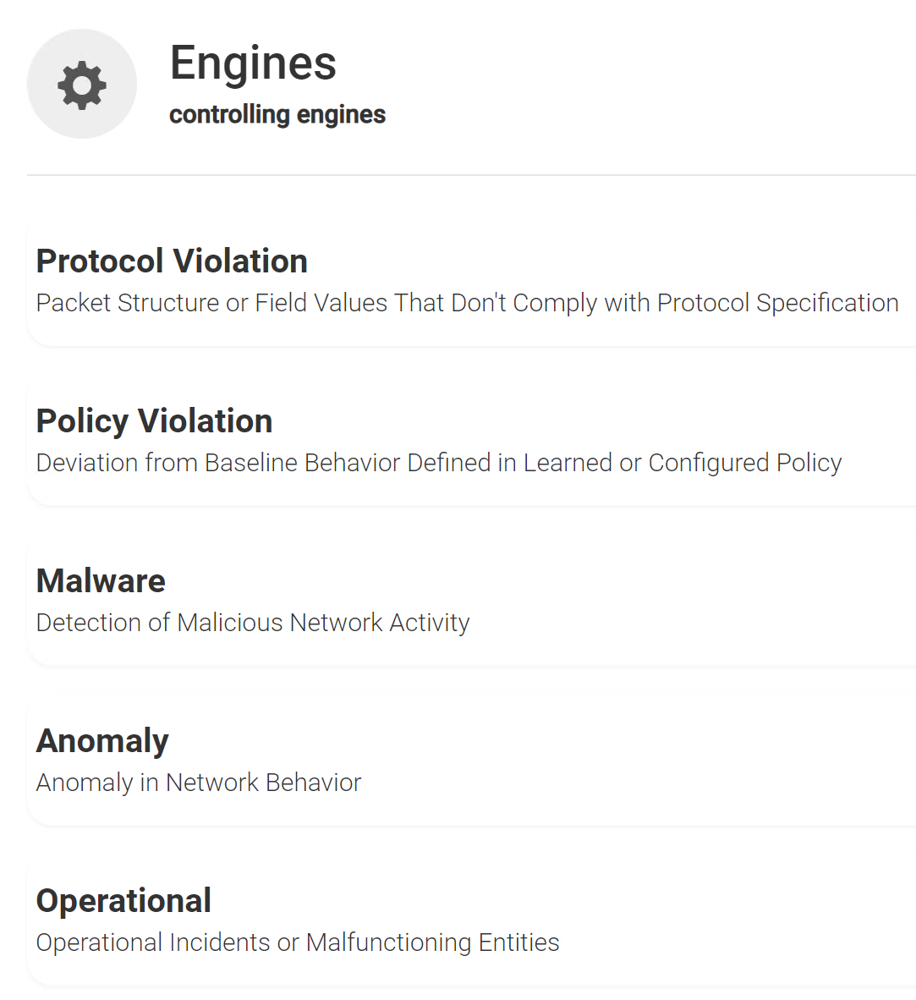 Engines
controlling engines
Protocol Violation
Packet Structure or Field Values That Don't Comply with Protocol Specification
Policy Violation
Deviation from Baseline Behavior Defined in Learned or Configured Policy
Malware
Detection of Malicious Network Activity
Anomaly
Anomaly in Network Behavior
Operational
Operational Incidents or Malfunctioning Entities